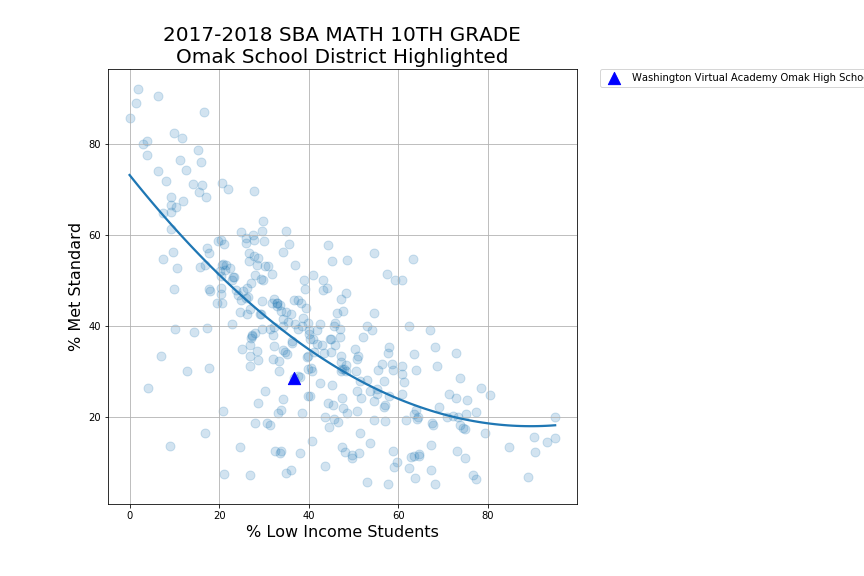 2017-2018 SBA MATH 10TH GRADE
Omak School District Highlighted
Washington Virtual Academy Omak High Schoo
% Met Standard
80
60
40
20
0
20
40
60
80
% Low Income Students